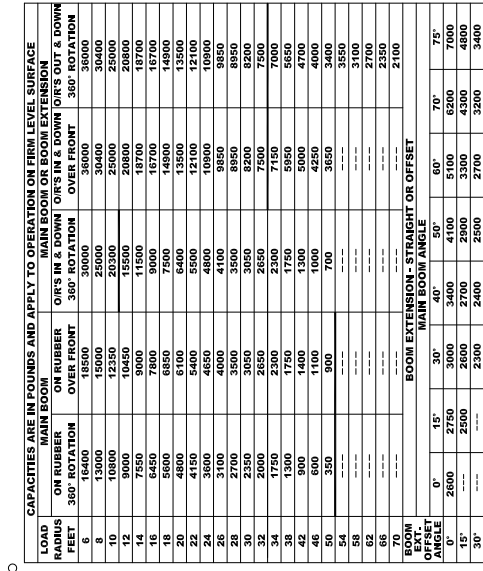 CAPACITIES ARE IN POUNDS AND APPLY TO OPERATION ON FIRM LEVEL SURFACE
LOAD MAIN BOOM MAIN BOOM OR BOOM EXTENSION
RADIUS ON RUBBER ON RUBBER O/R'S IN & DOWN O/R'S IN & DOWN O/R'S OUT & DOWN
FEET 360° ROTATION OVER FRONT 360° ROTATION OVER FRONT 360° ROTATION
6 16400 18500 30000 36000 36000
8 13000 15000 25000 30400 30400
10 10800 12350 20300 25000 25000
12 9000 10450 15500 20800 20800
14 7550 9000 11500 18700 18700
16 6450 7800 9000 16700 16700
18 5600 6850 7500 14900 14900
20 4800 6100 6400 13500 13500
22 4150 5400 5500 12100 12100
24 3600 4650 4800 10900 10900
26 3100 4000 4100 9850 9850
28 2700 3500 3500 8950 8950
30 2350 3050 3050 8200 8200
32 2000 2650 2650 7500 7500
34 1750 2300 2300 7150 7000
38 1300 1750 1750 5950 5650
42 900 1400 1300 5000 4700
46 600 1100 1000 4250 4000
50 350 900 700 3650 3400
54 --- --- --- --- 3550
58 --- --- --- --- 3100
62 --- --- --- --- 2700
66 --- --- --- --- 2350
70 --- --- --- --- 2100
BOOM BOOM EXTENSION - STRAIGHT OR OFFSET
EXT.- MAIN BOOM ANGLE
OFFSET
ANGLE 0° 15° 30° 40° 50° 60° 70° 75°
0° 2600 2750 3000 3400 4100 5100 6200 7000
15° --- 2500 2600 2700 2900 3300 4300 4800
30° --- --- 2300 2400 2500 2700 3200 3400